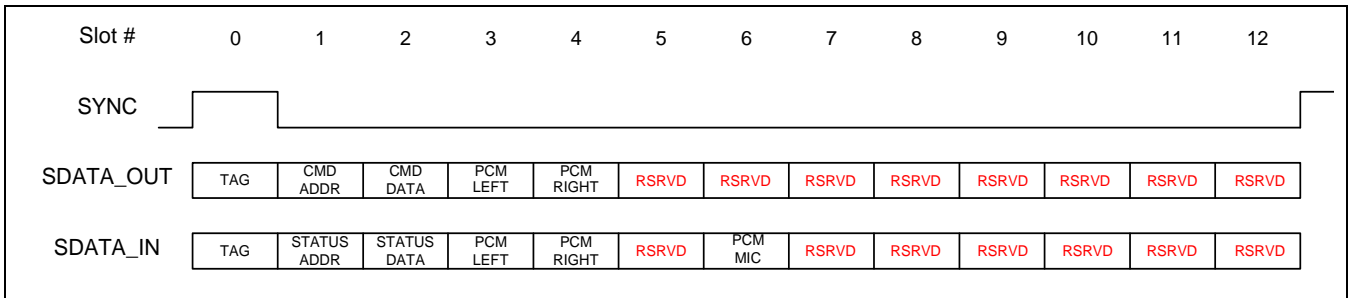 Slot # 0 1 2 3 4 5 6 7 8 9 10 11 12
SYNC
SDATA_OUT TAG CMD ADDR CMD DATA PCM LEFT PCM RIGHT RSRVD RSRVD RSRVD RSRVD RSRVD RSRVD RSRVD RSRVD
SDATA_IN TAG STATUS ADDR STATUS DATA PCM LEFT PCM RIGHT RSRVD PCM MIC RSRVD RSRVD RSRVD RSRVD RSRVD RSRVD